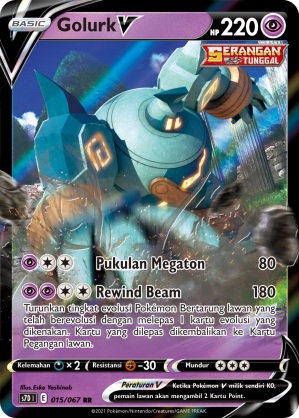 BASIC Golurk V HP 220
SERANGAN
TUNGGAL
Pukulan Megaton 80
Rewind Beam 180
Turunkan tingkat evolusi Pokémon Bertarung lawan yang
telah berevolusi dengan melepas 1 kartu evolusi yang
dikenakan. Kartu yang dilepas dikembalikan ke Kartu
Pegangan lawan.
Kelemahan ×2 Resistansi -30 Mundur
Illus. Eske Yoshinob
Peraturan V Ketika Pokémon V milik sendiri KO,
pemain lawan akan mengambil 2 Kartu Point.
s7D I E 015/067 RR
©2021 Pokémon/Nintendo/Creatures/GAME FREAK.